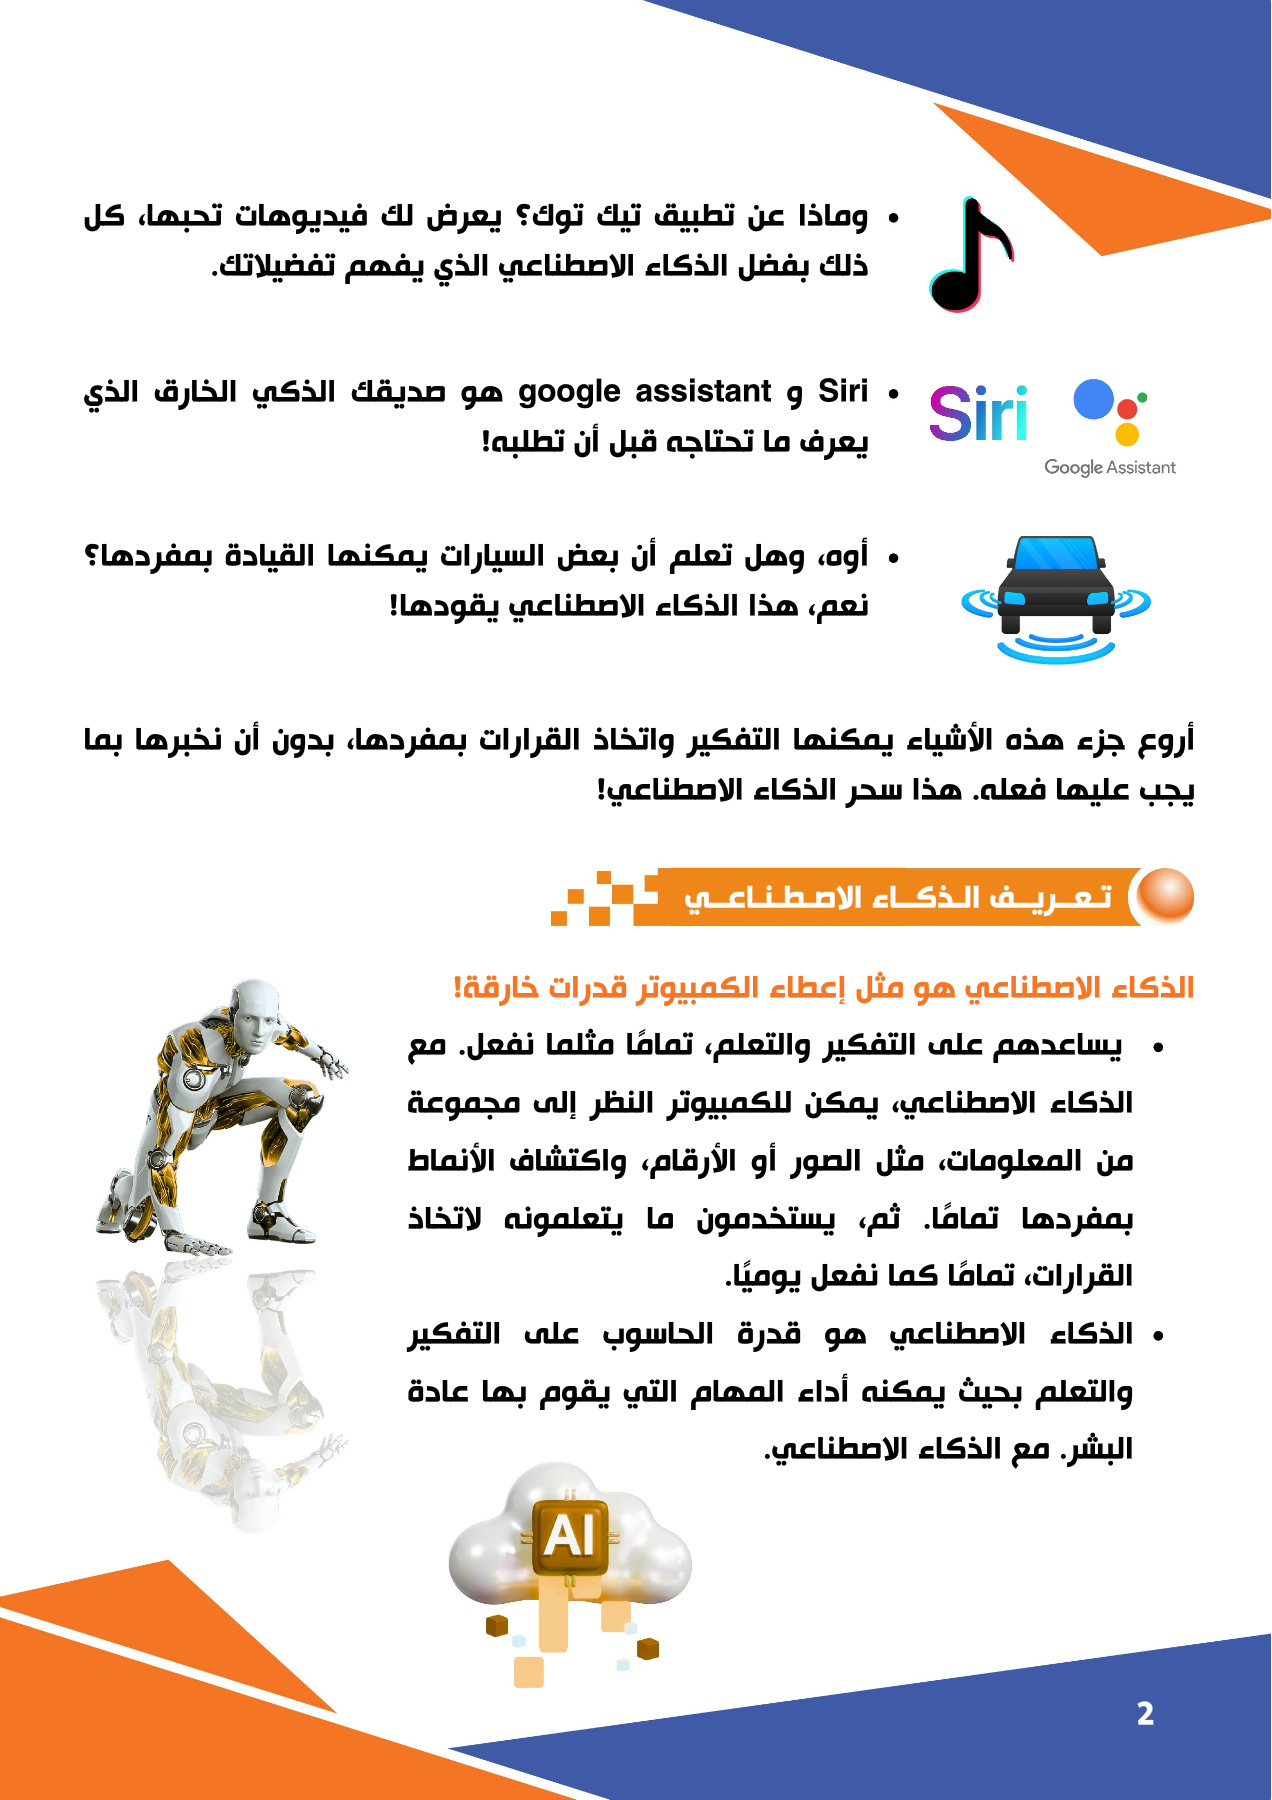 وماذا عن تطبيق تيك توك؟ يعرض لك فيديوهات تحبها، كل
ذلك بفضل الذكاء الاصطناعي الذي يفهم تفضيلاتك.
Siri
Google Assistant
Siri و google assistant هو صديقك الذكي الخارق الذي
يعرف ما تحتاجه قبل أن تطلبه!
أوه، وهل تعلم أن بعض السيارات يمكنها القيادة بمفردها؟
نعم، هذا الذكاء الاصطناعي يقودها!
أروع جزء هذه الأشياء يمكنها التفكير واتخاذ القرارات بمفردها، بدون أن نخبرها بما
يجب عليها فعله. هذا سحر الذكاء الاصطناعي!
تـعـــريـــف الـذكـــاء الاصـطـنـاعـــي
الذكاء الاصطناعي هو مثل إعطاء الكمبيوتر قدرات خارقة!
يساعدهم على التفكير والتعلم، تمامًا مثلما نفعل. مع
الذكاء الاصطناعي، يمكن للكمبيوتر النظر إلى مجموعة
من المعلومات، مثل الصور أو الأرقام، واكتشاف الأنماط
بمفردها تمامًا. ثم، يستخدمون ما يتعلمونه لاتخاذ
القرارات، تمامًا كما نفعل يوميًا.
الذكاء الاصطناعي هو قدرة الحاسوب على التفكير
والتعلم بحيث يمكنه أداء المهام التي يقوم بها عادة
البشر. مع الذكاء الاصطناعي.
AI
2